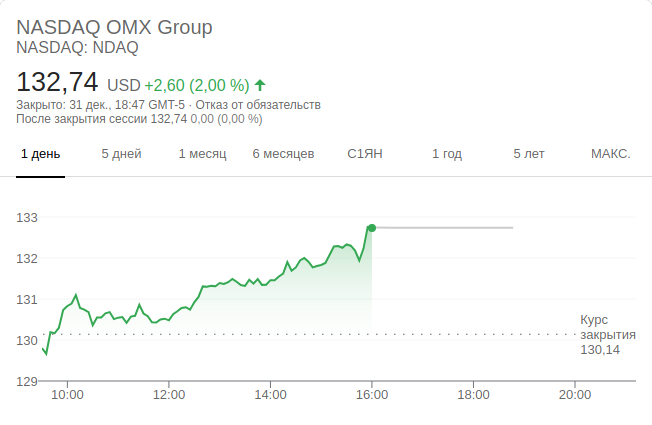 NASDAQ OMX Group
NASDAQ: NDAQ
132,74 USD +2,60 (2,00 %)
Закрыто: 31 дек., 18:47 GMT-5 · Отказ от обязательств
После закрытия сессии 132,74 0,00 (0,00 %)
1 день 5 дней 1 месяц 6 месяцев С1ЯН 1 год 5 лет МАКС.
133
132
131
130
129
Курс
закрытия
130,14
10:00 12:00 14:00 16:00 18:00 20:00